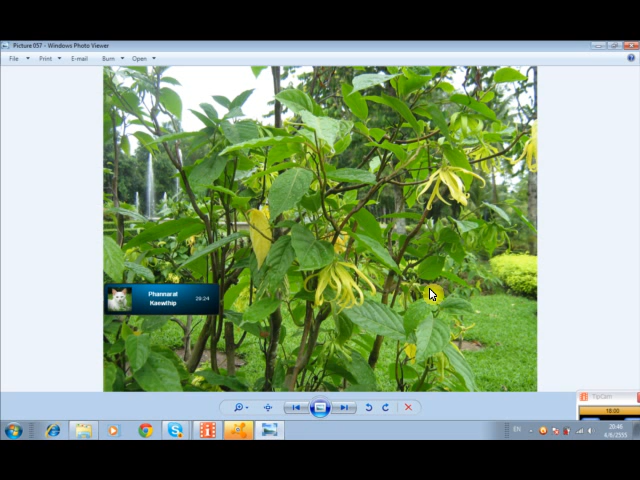 Picture 057 - Windows Photo Viewer
File Print E-mail Burn Open
Phannarat
Kaewthip
29:24
TipCam
18:00
EN
20:46
4/6/2555